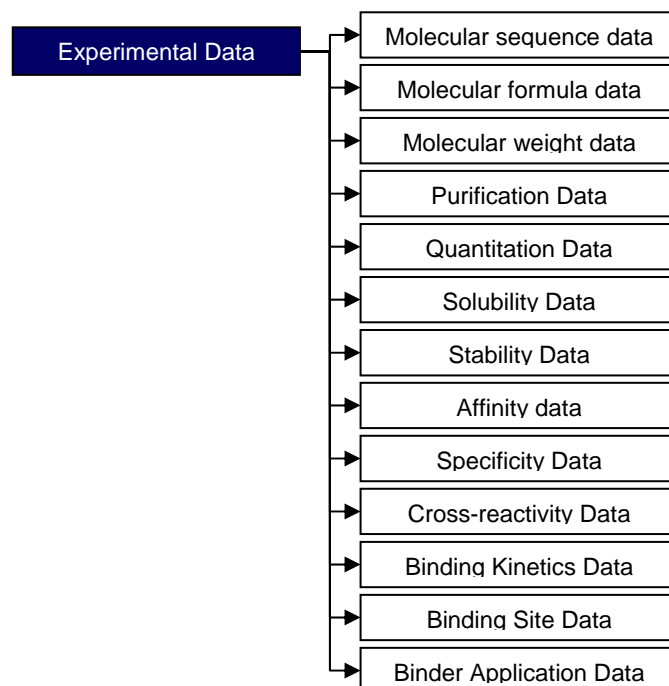 Experimental Data
Molecular sequence data
Molecular formula data
Molecular weight data
Purification Data
Quantitation Data
Solubility Data
Stability Data
Affinity data
Specificity Data
Cross-reactivity Data
Binding Kinetics Data
Binding Site Data
Binder Application Data